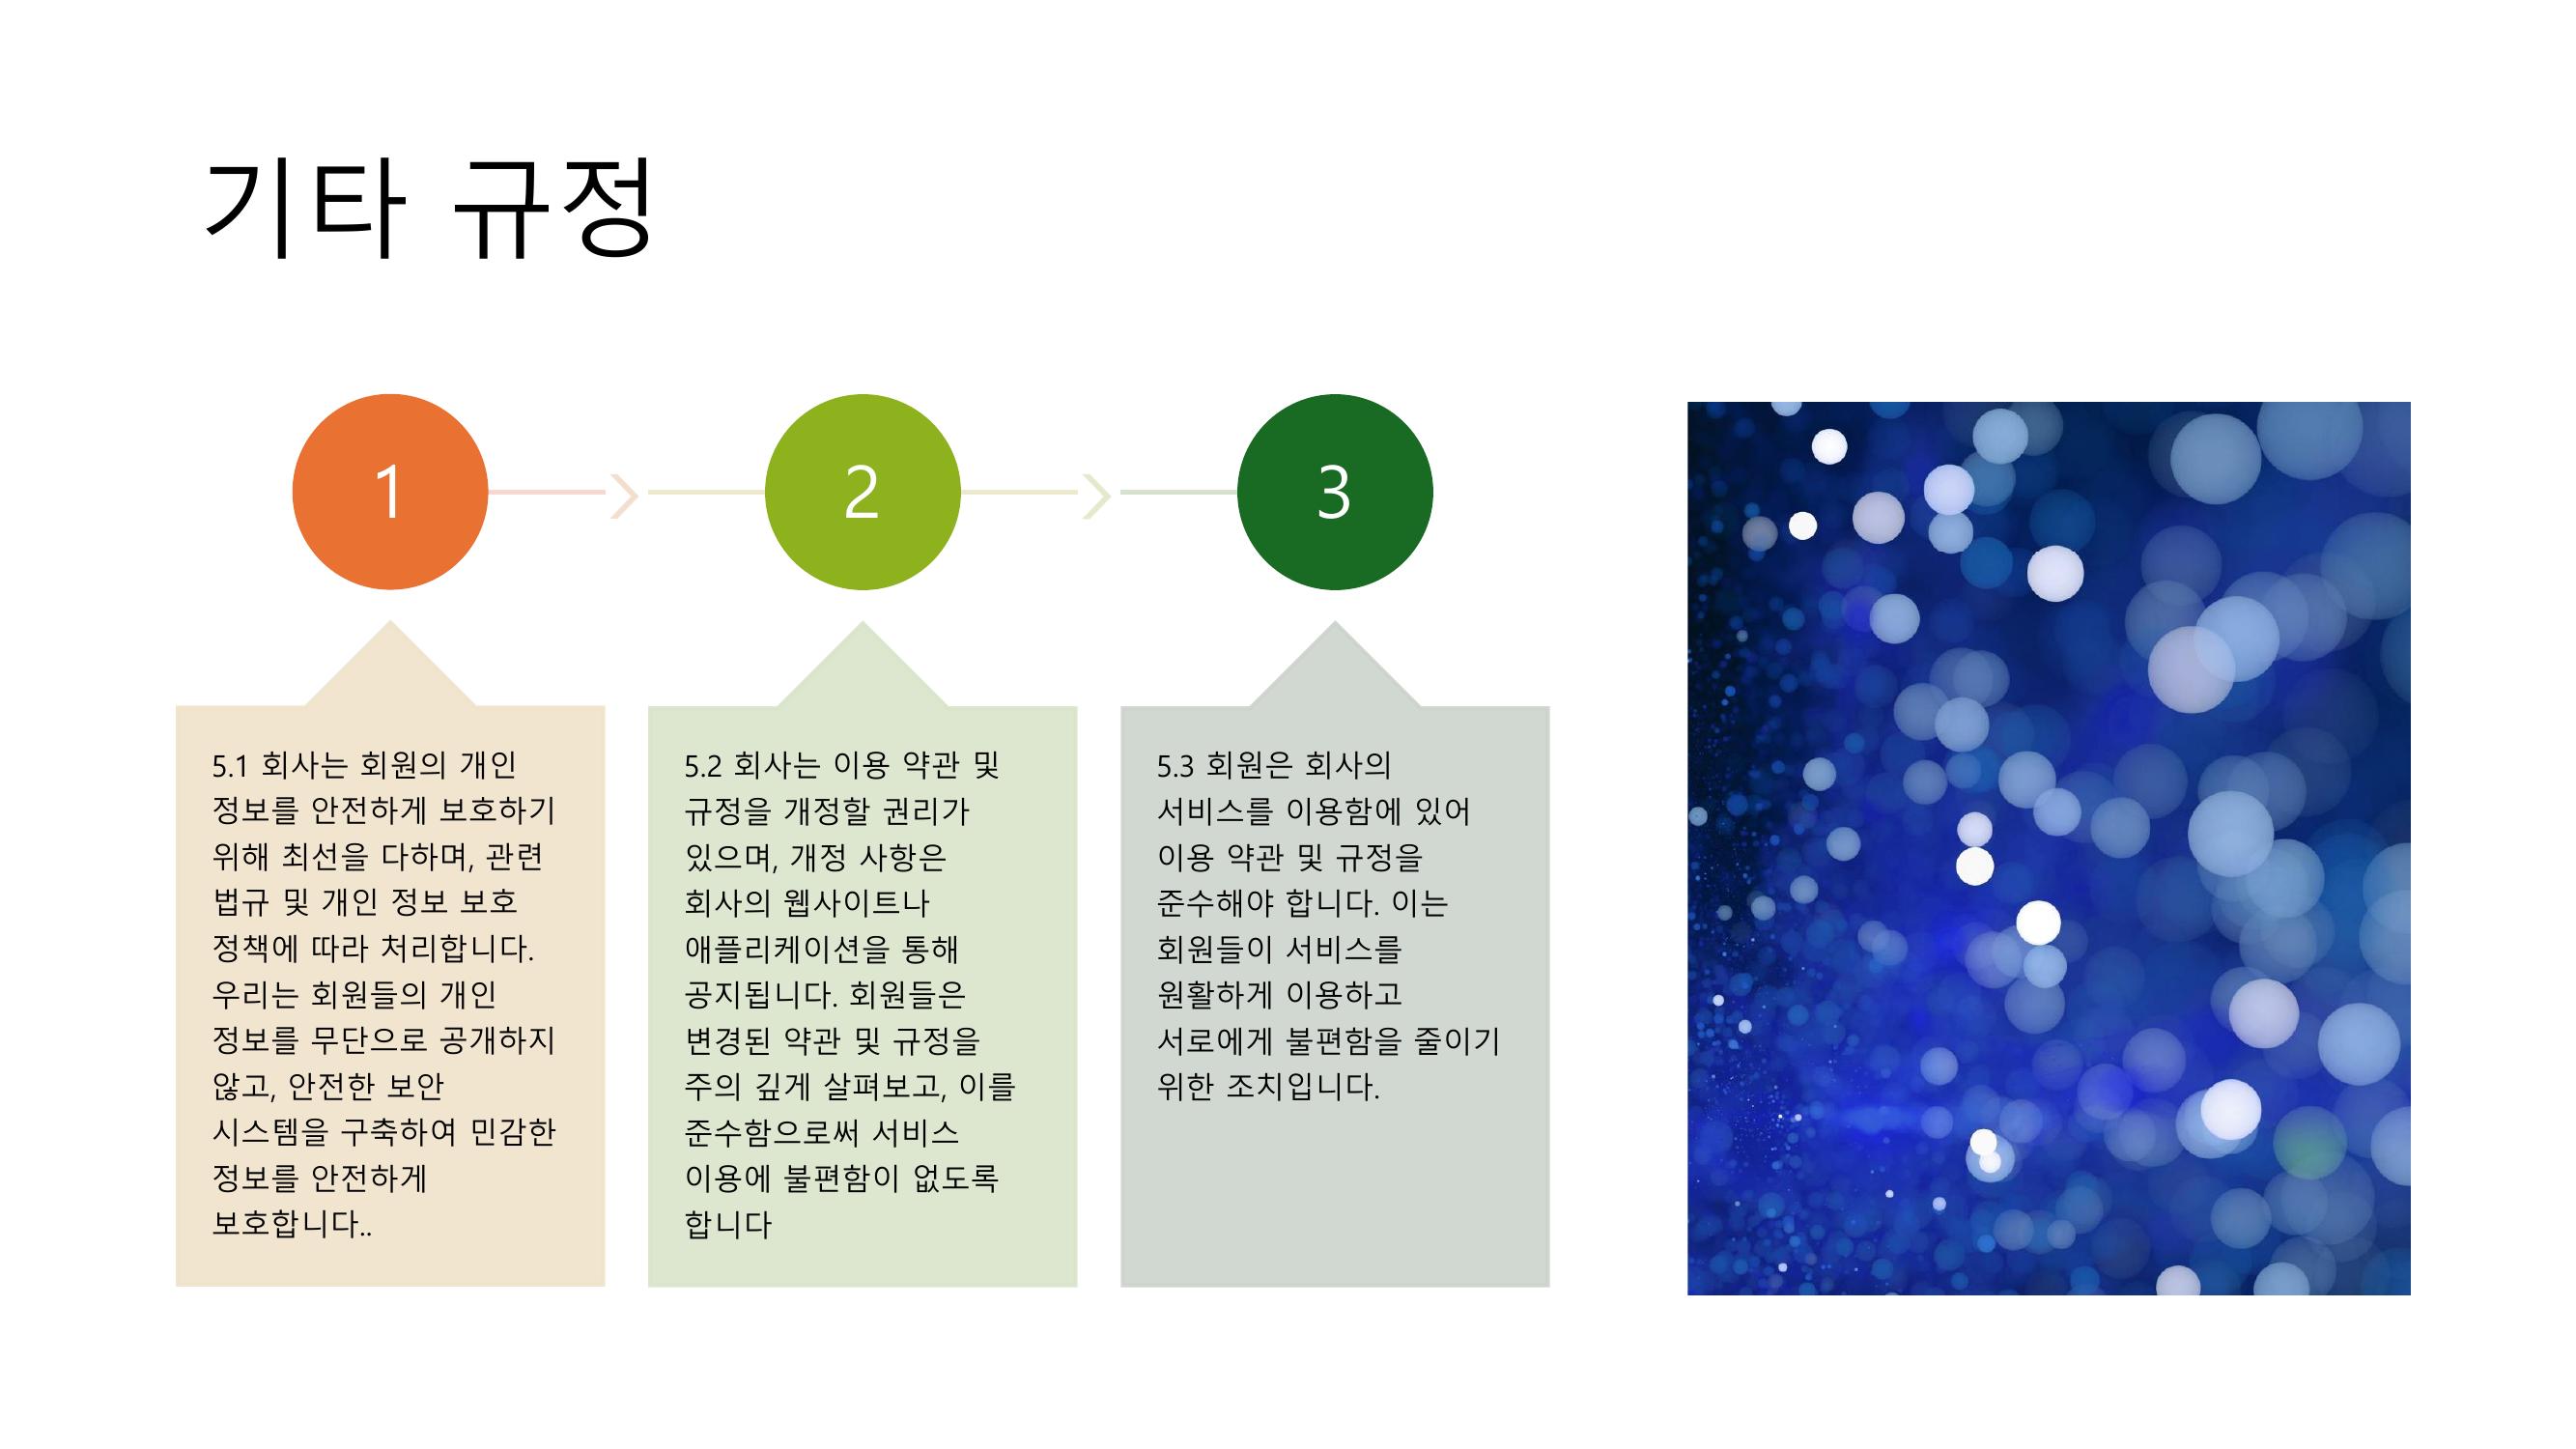 기타 규정
1
2
3
5.1 회사는 회원의 개인
정보를 안전하게 보호하기
위해 최선을 다하며, 관련
법규 및 개인 정보 보호
정책에 따라 처리합니다.
우리는 회원들의 개인
정보를 무단으로 공개하지
않고, 안전한 보안
시스템을 구축하여 민감한
정보를 안전하게
보호합니다..
5.2 회사는 이용 약관 및
규정을 개정할 권리가
있으며, 개정 사항은
회사의 웹사이트나
애플리케이션을 통해
공지됩니다. 회원들은
변경된 약관 및 규정을
주의 깊게 살펴보고, 이를
준수함으로써 서비스
이용에 불편함이 없도록
합니다
5.3 회원은 회사의
서비스를 이용함에 있어
이용 약관 및 규정을
준수해야 합니다. 이는
회원들이 서비스를
원활하게 이용하고
서로에게 불편함을 줄이기
위한 조치입니다.